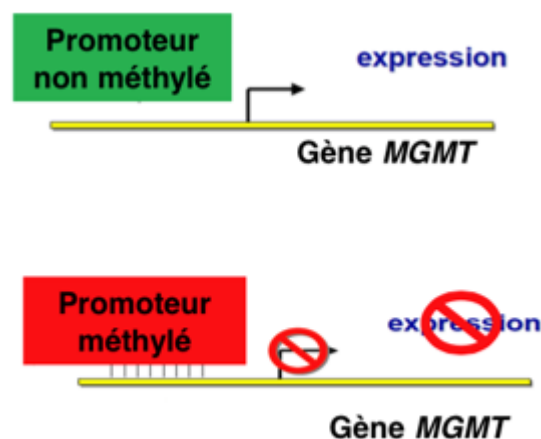 Promoteur
non méthylé
expression
Gène MGMT
Promoteur
méthylé
expression
Gène MGMT